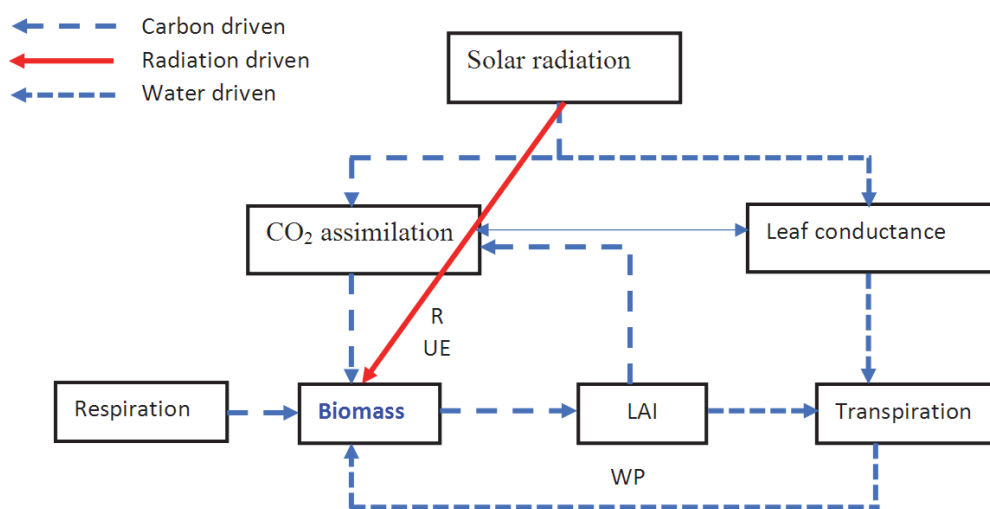 Carbon driven
Radiation driven
Water driven
Solar radiation
CO₂ assimilation
Leaf conductance
R
UE
Respiration
Biomass
LAI
Transpiration
WP